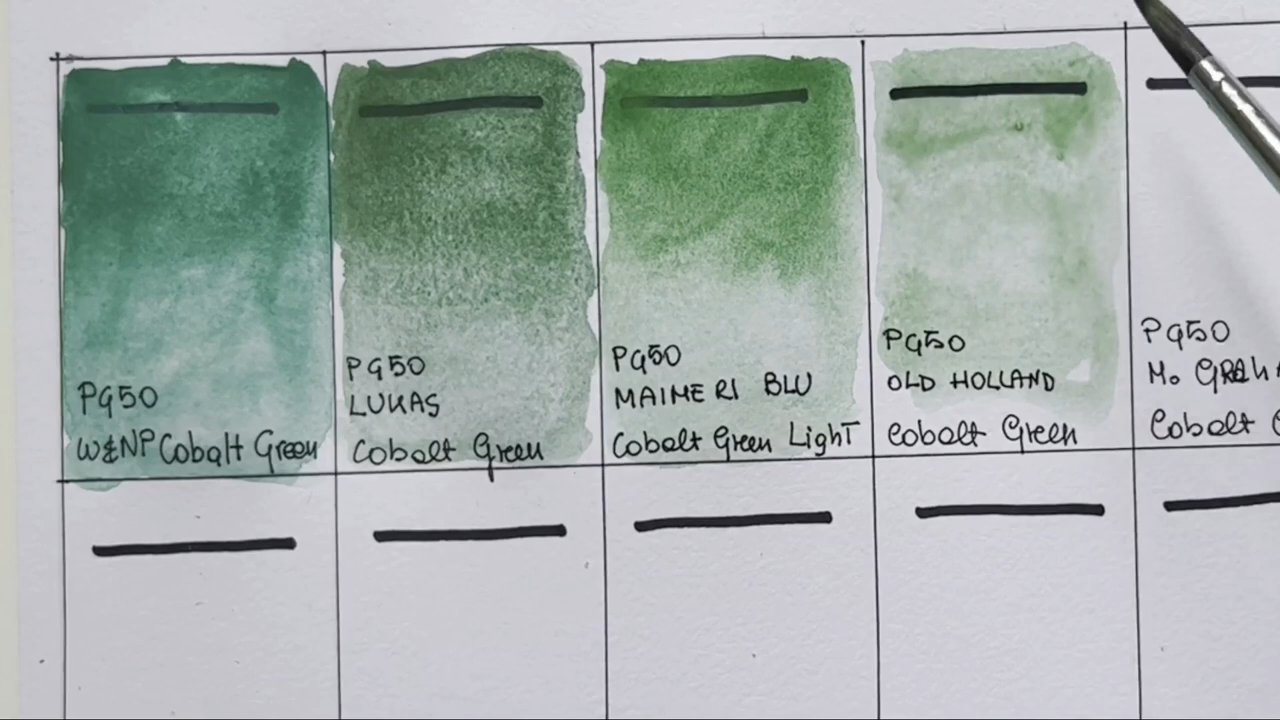 PG50
W&NP Cobalt Green
PG50
LUKAS
Cobalt Green
PG50
MAIMERI BLU
Cobalt Green Light
PG50
OLD HOLLAND
Cobalt Green
PG50
M. GRAH
Cobalt